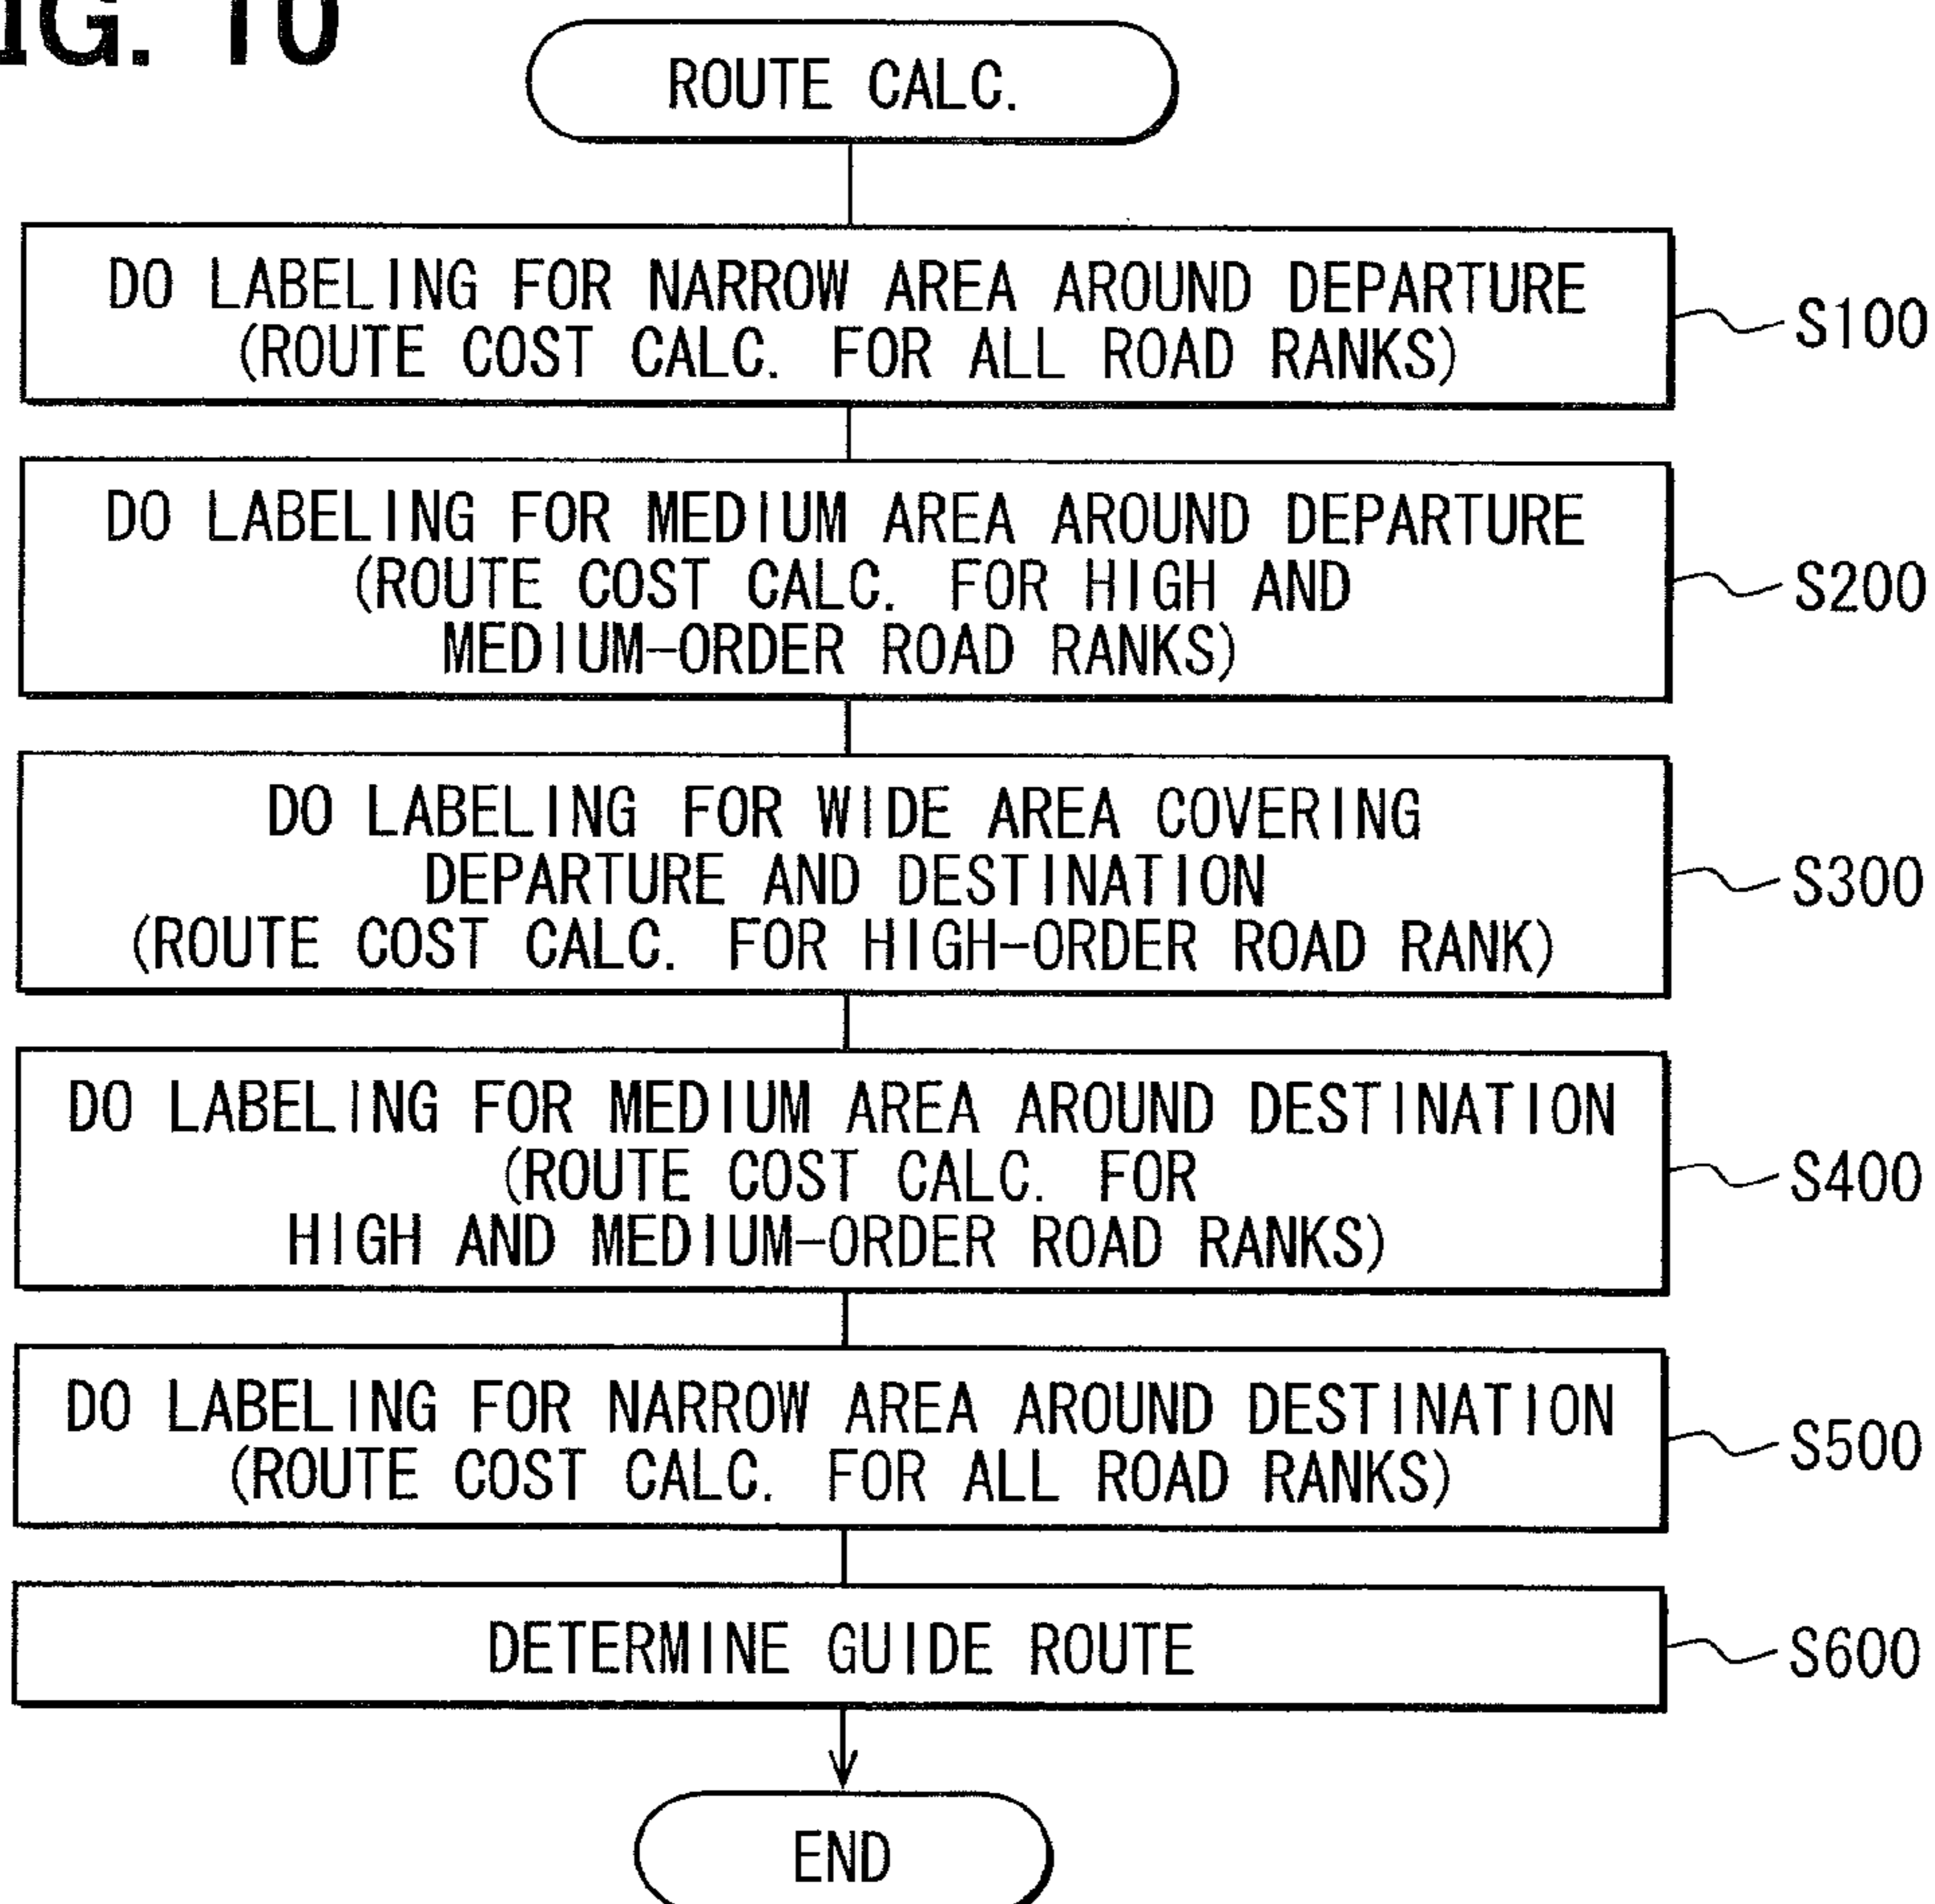 IG. 10
ROUTE CALC.
DO LABELING FOR NARROW AREA AROUND DEPARTURE
(ROUTE COST CALC. FOR ALL ROAD RANKS)
S100
DO LABELING FOR MEDIUM AREA AROUND DEPARTURE
(ROUTE COST CALC. FOR HIGH AND
MEDIUM-ORDER ROAD RANKS)
S200
DO LABELING FOR WIDE AREA COVERING
DEPARTURE AND DESTINATION
(ROUTE COST CALC. FOR HIGH-ORDER ROAD RANK)
S300
DO LABELING FOR MEDIUM AREA AROUND DESTINATION
(ROUTE COST CALC. FOR
HIGH AND MEDIUM-ORDER ROAD RANKS)
S400
DO LABELING FOR NARROW AREA AROUND DESTINATION
(ROUTE COST CALC. FOR ALL ROAD RANKS)
S500
DETERMINE GUIDE ROUTE
S600
END